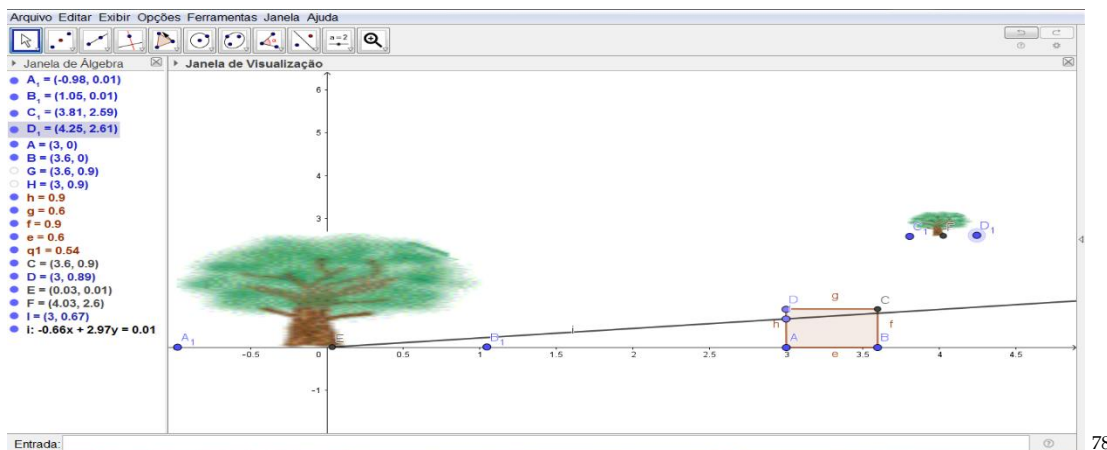 Arquivo Editar Exibir Opções Ferramentas Janela Ajuda
a=2
Janela de Álgebra
Janela de Visualização
A₁ = (-0.98, 0.01)
B₁ = (1.05, 0.01)
C₁ = (3.81, 2.59)
D₁ = (4.25, 2.61)
A = (3, 0)
B = (3.6, 0)
G = (3.6, 0.9)
H = (3, 0.9)
h = 0.9
g = 0.6
f = 0.9
e = 0.6
q1 = 0.54
C = (3.6, 0.9)
D = (3, 0.89)
E = (0.03, 0.01)
F = (4.03, 2.6)
I = (3, 0.67)
i: -0.66x + 2.97y = 0.01
6
5
4
3
C₁ F D₁
g
D C
i h f
A₁ E B₁ A B
-0.5 0 0.5 1 1.5 2 2.5 3 e 3.5 4 4.5
-1
Entrada:
78